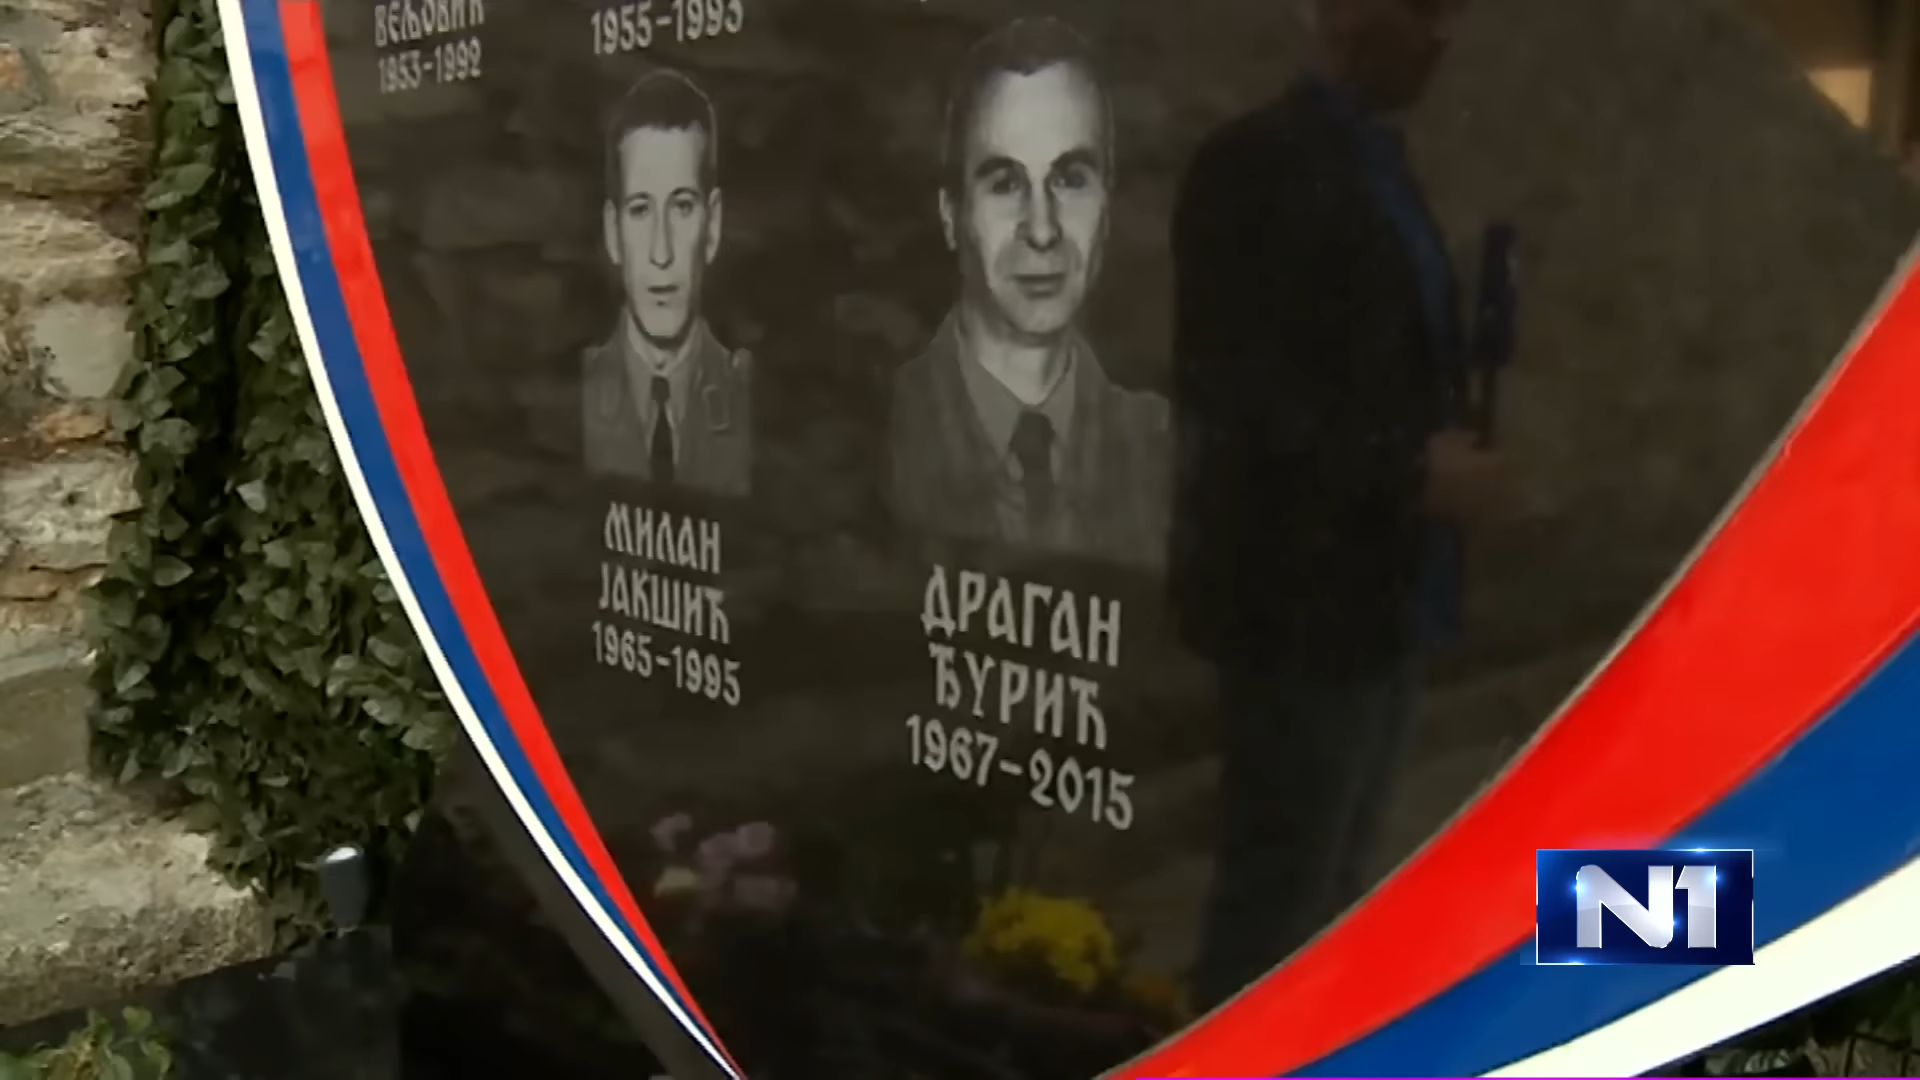 ВЕЉОВИЋ
1953-1992
1955-1993
МИЛАН
ЈАКШИЋ
1965-1995
ДРАГАН
ЂУРИЋ
1967-2015
N1